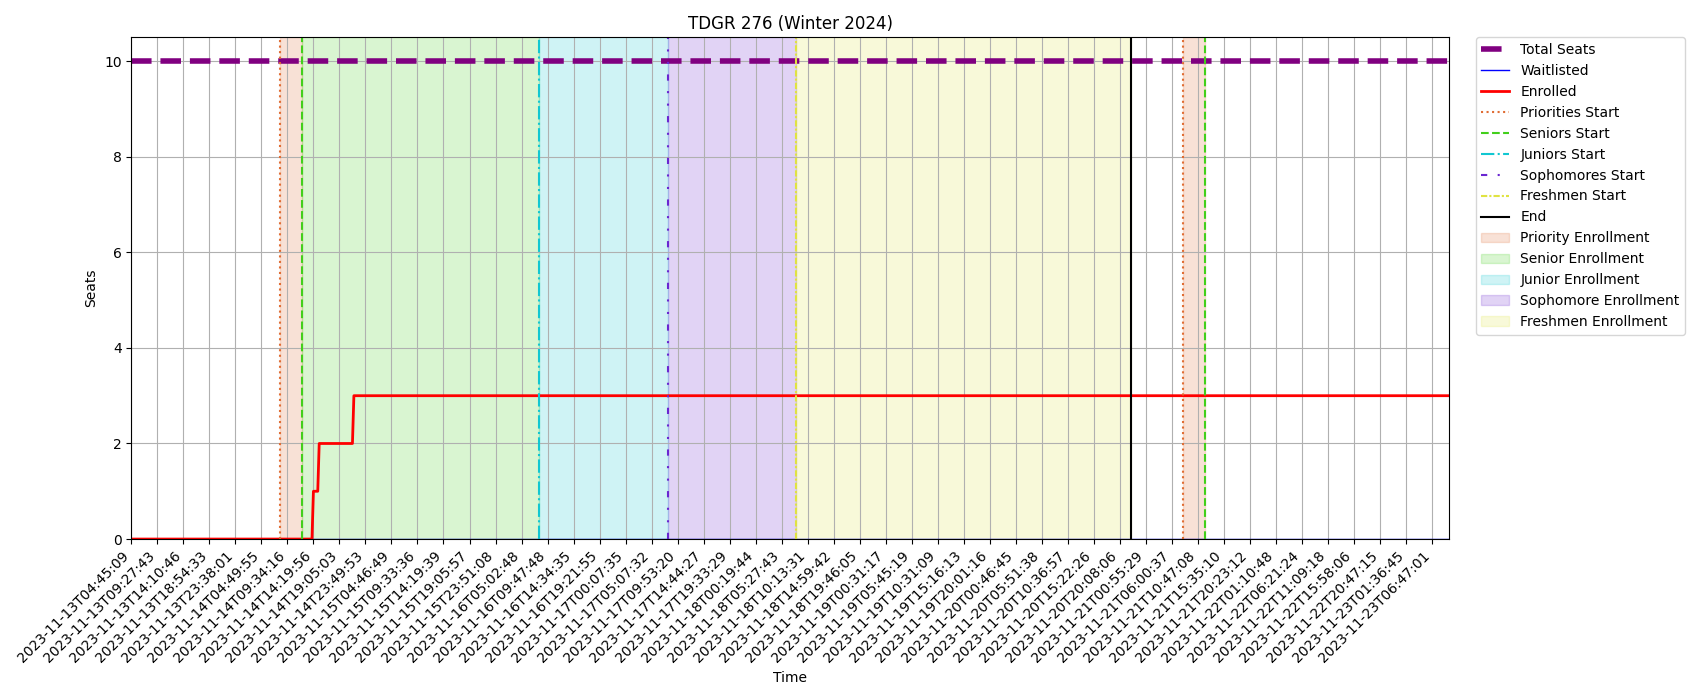 TDGR 276 (Winter 2024)
10
8
6
4
2
0
Seats
2023-11-13T04:45:09
2023-11-13T09:27:43
2023-11-13T14:10:46
2023-11-13T18:54:33
2023-11-13T23:38:01
2023-11-14T04:49:55
2023-11-14T09:34:16
2023-11-14T14:19:56
2023-11-14T19:05:03
2023-11-14T23:49:53
2023-11-15T04:46:49
2023-11-15T09:33:36
2023-11-15T14:19:39
2023-11-15T19:05:57
2023-11-15T23:51:08
2023-11-16T05:02:48
2023-11-16T09:47:48
2023-11-16T14:34:35
2023-11-16T19:21:55
2023-11-17T00:07:35
2023-11-17T05:07:32
2023-11-17T09:53:20
2023-11-17T14:44:27
2023-11-17T19:33:29
2023-11-18T00:19:44
2023-11-18T05:27:43
2023-11-18T10:13:31
2023-11-18T14:59:42
2023-11-18T19:46:05
2023-11-19T00:31:17
2023-11-19T05:45:19
2023-11-19T10:31:09
2023-11-19T15:16:13
2023-11-19T20:01:16
2023-11-20T00:46:45
2023-11-20T05:51:38
2023-11-20T10:36:57
2023-11-20T15:22:26
2023-11-20T20:08:06
2023-11-21T00:55:29
2023-11-21T06:00:37
2023-11-21T10:47:08
2023-11-21T15:35:10
2023-11-21T20:23:12
2023-11-22T01:10:48
2023-11-22T06:21:24
2023-11-22T11:09:18
2023-11-22T15:58:06
2023-11-22T20:47:15
2023-11-23T01:36:45
2023-11-23T06:47:01
Time
Total Seats
Waitlisted
Enrolled
Priorities Start
Seniors Start
Juniors Start
Sophomores Start
Freshmen Start
End
Priority Enrollment
Senior Enrollment
Junior Enrollment
Sophomore Enrollment
Freshmen Enrollment